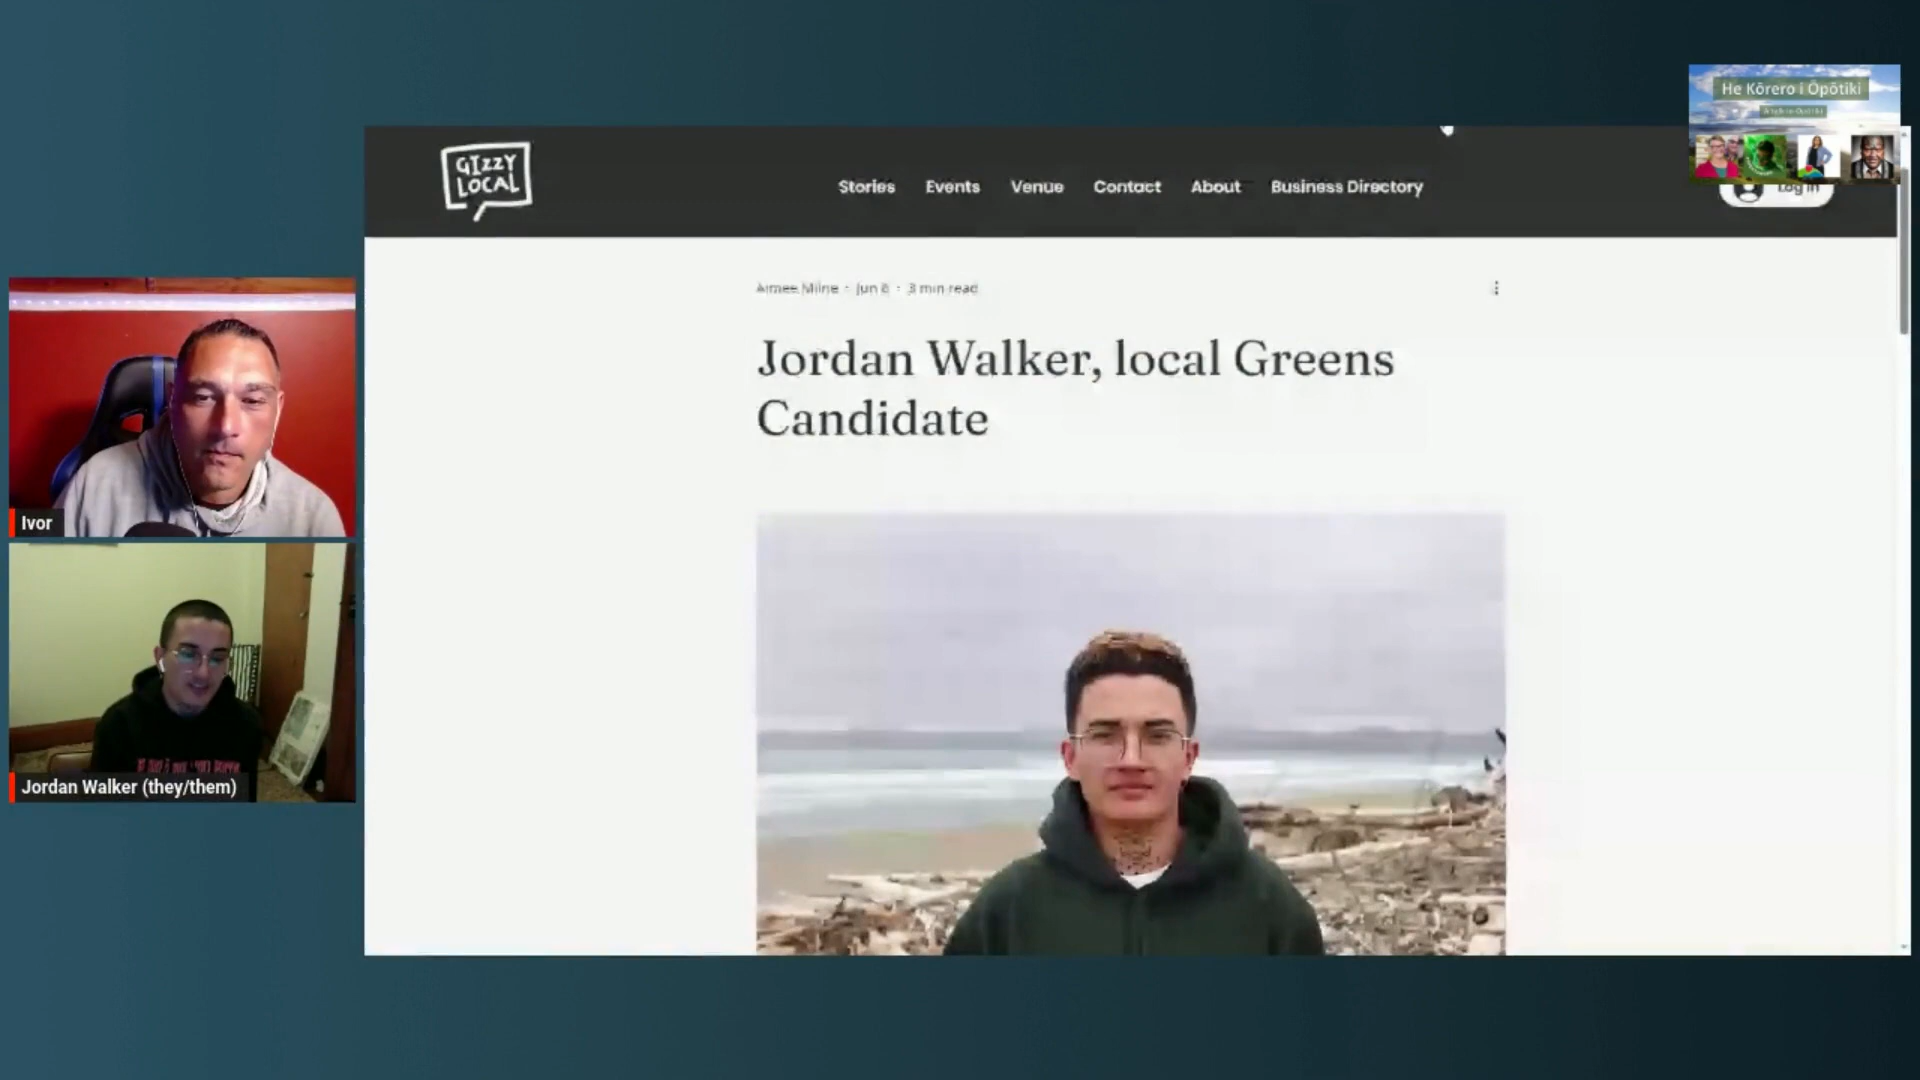 He Kōrero i Ōpōtiki
GIZZY
LOCAL
Stories Events Venue Contact About Business Directory
Log In
Aimee Milne · Jun 8 · 3 min read
Jordan Walker, local Greens
Candidate
Ivor
Jordan Walker (they/them)